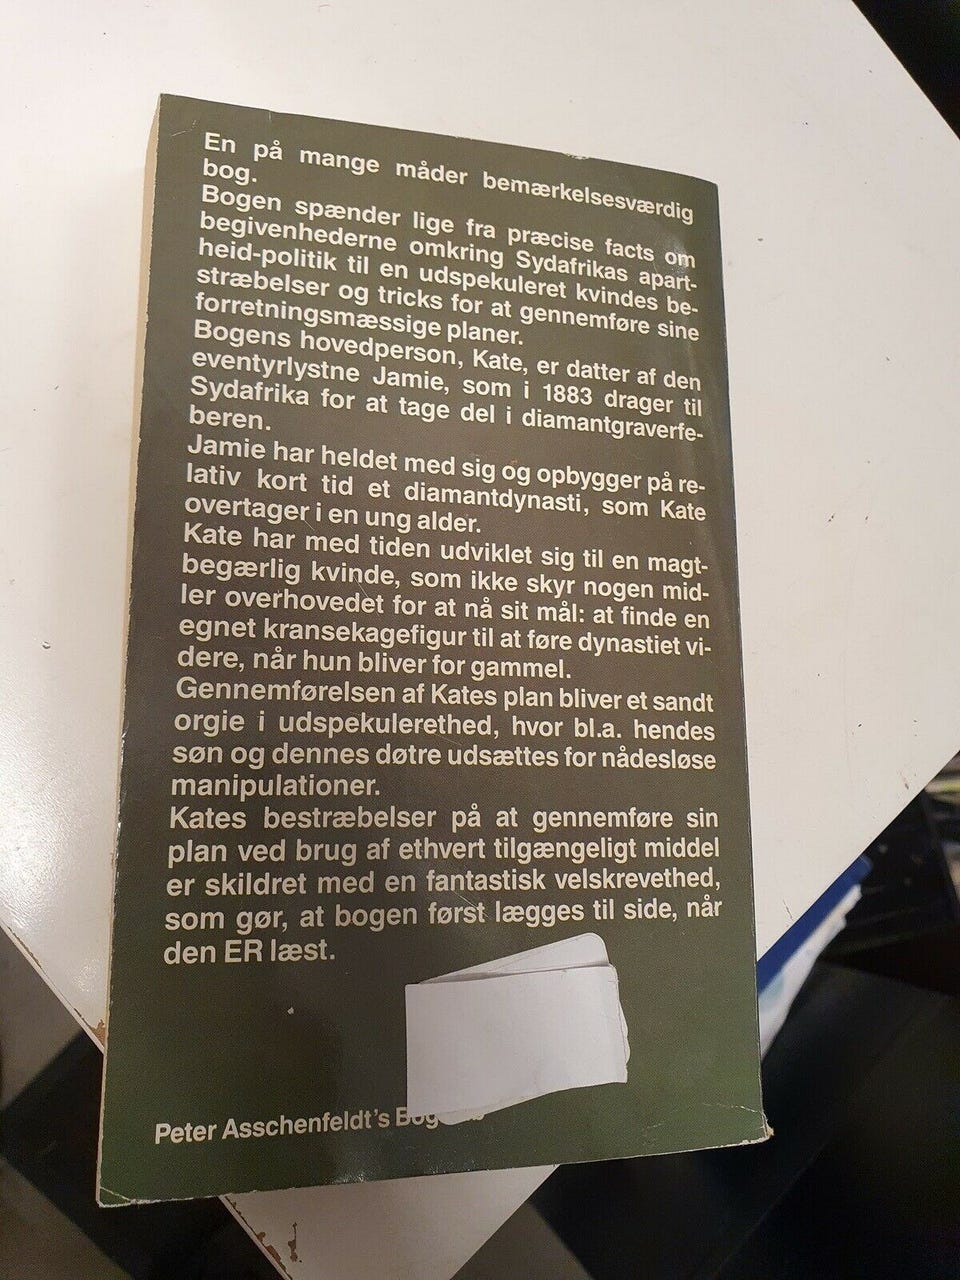 En på mange måder bemærkelsesværdig
bog.
Bogen spænder lige fra præcise facts om
begivenhederne omkring Sydafrikas apart-
heid-politik til en udspekuleret kvindes be-
stræbelser og tricks for at gennemføre sine
forretningsmæssige planer.
Bogens hovedperson, Kate, er datter af den
eventyrlystne Jamie, som i 1883 drager til
Sydafrika for at tage del i diamantgraverfe-
beren.
Jamie har heldet med sig og opbygger på re-
lativ kort tid et diamantdynasti, som Kate
overtager i en ung alder.
Kate har med tiden udviklet sig til en magt-
begærlig kvinde, som ikke skyr nogen mid-
ler overhovedet for at nå sit mål: at finde en
egnet kransekagefigur til at føre dynastiet vi-
dere, når hun bliver for gammel.
Gennemførelsen af Kates plan bliver et sandt
orgie i udspekulerethed, hvor bl.a. hendes
søn og dennes døtre udsættes for nådesløse
manipulationer.
Kates bestræbelser på at gennemføre sin
plan ved brug af ethvert tilgængeligt middel
er skildret med en fantastisk velskrevethed,
som gør, at bogen først lægges til side, når
den ER læst.
Peter Asschenfeldt's